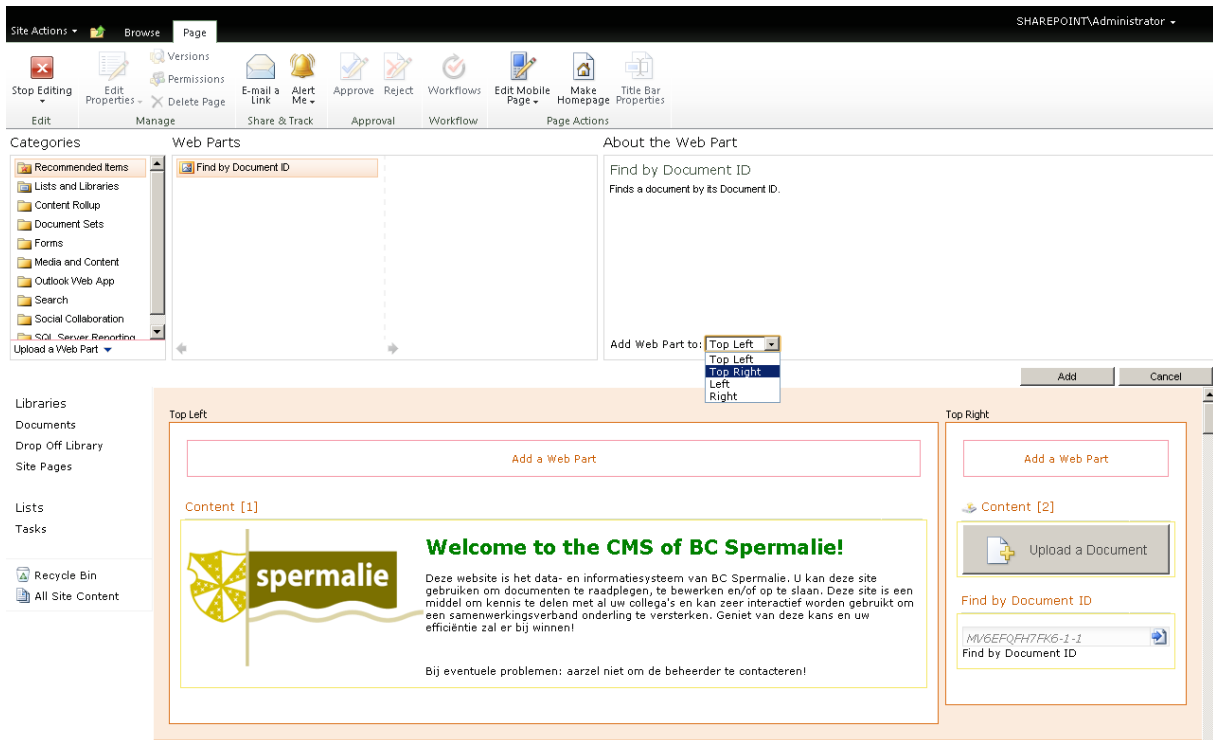 SHAREPOINT\Administrator
Site Actions
Browse
Page
Stop Editing
Edit Properties
Versions
Permissions
Delete Page
E-mail a Link
Alert Me
Approve
Reject
Workflows
Edit Mobile Page
Make Homepage
Title Bar Properties
Edit
Manage
Share & Track
Approval
Workflow
Page Actions
Categories
Web Parts
About the Web Part
Recommended Items
Lists and Libraries
Content Rollup
Document Sets
Forms
Media and Content
Outlook Web App
Search
Social Collaboration
SQL Server Reporting
Upload a Web Part
Find by Document ID
Find by Document ID
Finds a document by its Document ID.
Add Web Part to: Top Left
Top Left
Top Right
Left
Right
Add
Cancel
Libraries
Documents
Drop Off Library
Site Pages
Lists
Tasks
Recycle Bin
All Site Content
Top Left
Add a Web Part
Content [1]
spermalie
Welcome to the CMS of BC Spermalie!
Deze website is het data- en informatiesysteem van BC Spermalie. U kan deze site
gebruiken om documenten te raadplegen, te bewerken en/of op te slaan. Deze site is een
middel om kennis te delen met al uw collega's en kan zeer interactief worden gebruikt om
een samenwerkingsverband onderling te versterken. Geniet van deze kans en uw
efficiëntie zal er bij winnen!
Bij eventuele problemen: aarzel niet om de beheerder te contacteren!
Top Right
Add a Web Part
Content [2]
Upload a Document
Find by Document ID
MV6EFQFH7FK6-1-1
Find by Document ID